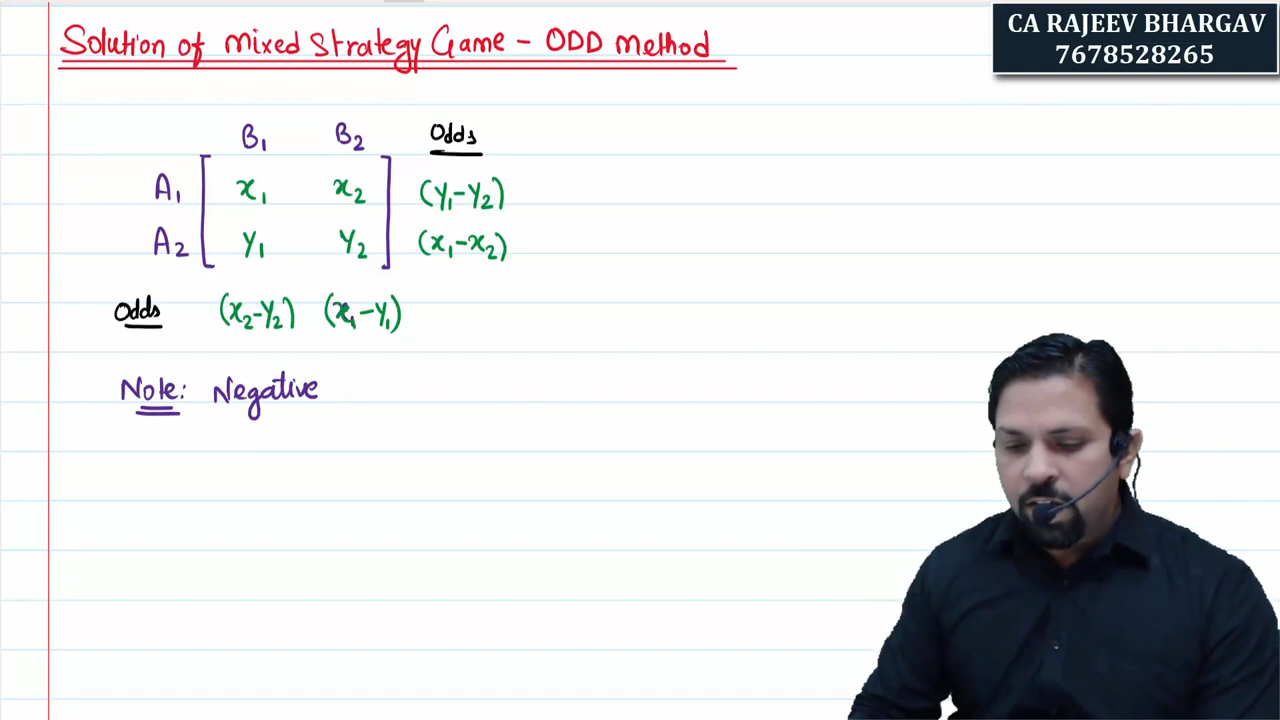 Solution of Mixed Strategy Game - ODD Method
CA RAJEEV BHARGAV
7678528265
B₁ B₂ Odds
A₁ x₁ x₂ (y₁-y₂)
A₂ y₁ y₂ (x₁-x₂)
Odds (x₂-y₂) (x₁-y₁)
Note: Negative